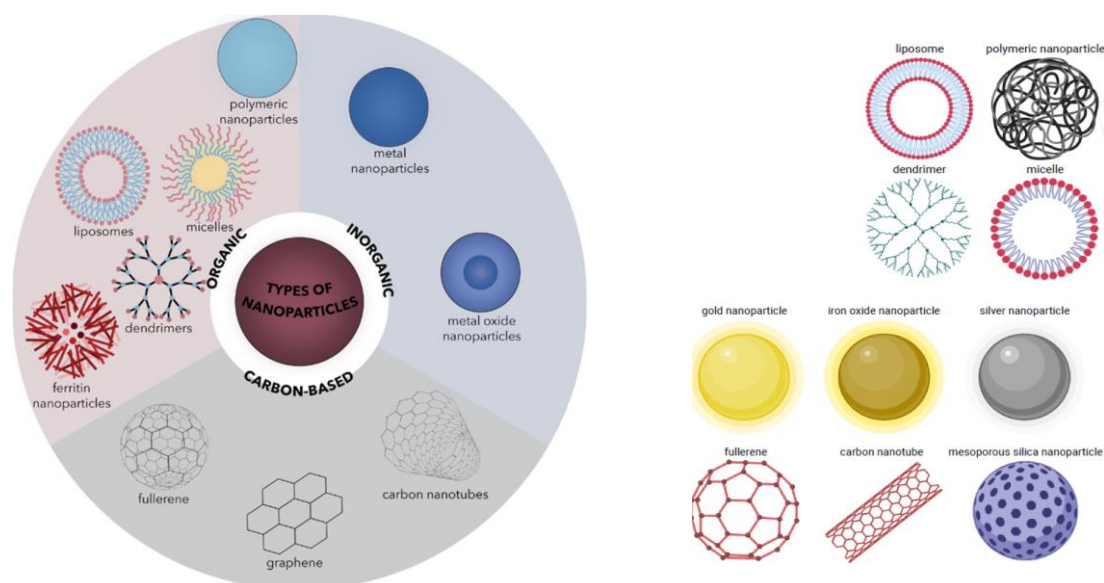 polymeric
nanoparticles
metal
nanoparticles
liposomes
micelles
ORGANIC
INORGANIC
TYPES OF
NANOPARTICLES
CARBON-BASED
metal oxide
nanoparticles
dendrimers
ferritin
nanoparticles
fullerene
carbon nanotubes
graphene
liposome
polymeric nanoparticle
dendrimer
micelle
gold nanoparticle
iron oxide nanoparticle
silver nanoparticle
fullerene
carbon nanotube
mesoporous silica nanoparticle